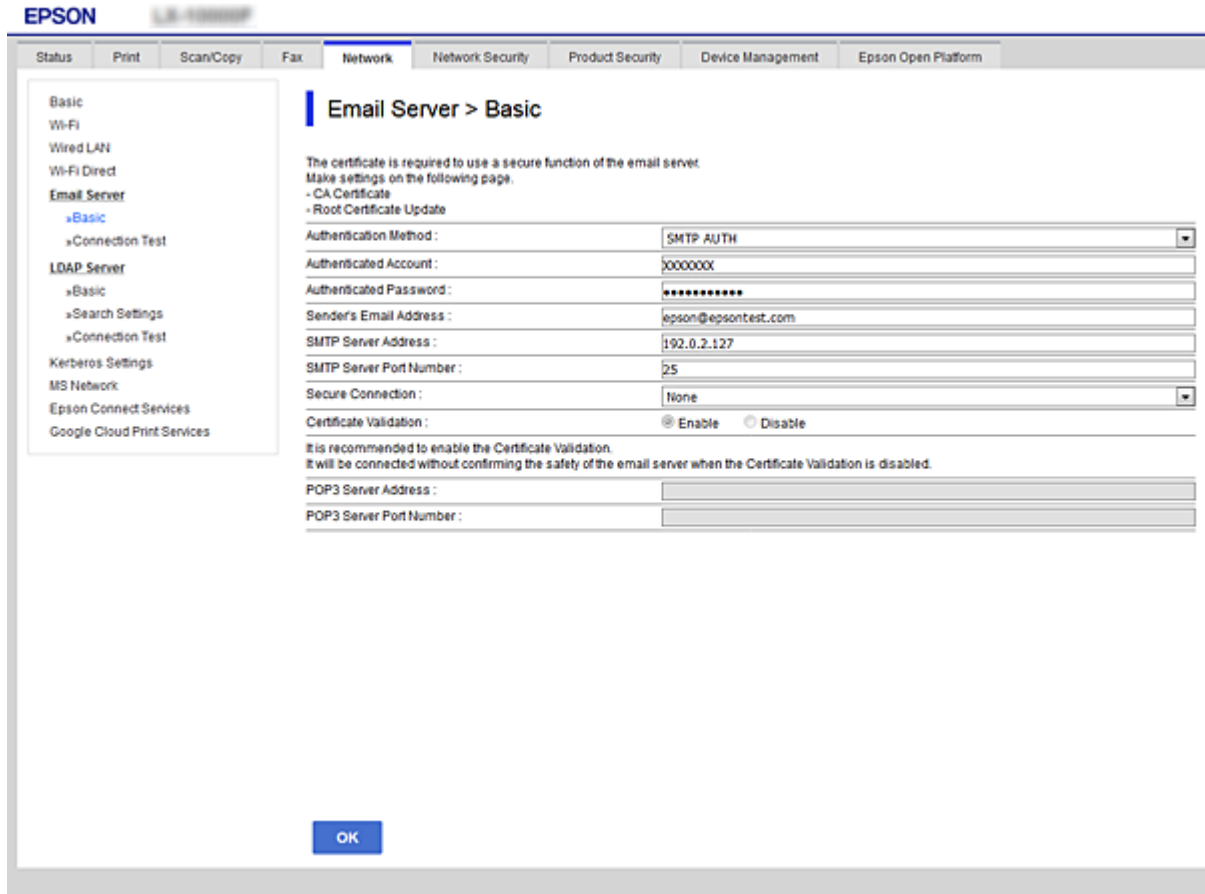 EPSON
Status Print Scan/Copy Fax Network Network Security Product Security Device Management Epson Open Platform
Basic
Wi-Fi
Wired LAN
Wi-Fi Direct
Email Server
»Basic
»Connection Test
LDAP Server
»Basic
»Search Settings
»Connection Test
Kerberos Settings
MS Network
Epson Connect Services
Google Cloud Print Services
Email Server > Basic
The certificate is required to use a secure function of the email server.
Make settings on the following page.
- CA Certificate
- Root Certificate Update
Authentication Method : SMTP AUTH
Authenticated Account : XXXXXXX
Authenticated Password : •••••••••••
Sender's Email Address : epson@epsontest.com
SMTP Server Address : 192.0.2.127
SMTP Server Port Number : 25
Secure Connection : None
Certificate Validation : Enable Disable
It is recommended to enable the Certificate Validation.
It will be connected without confirming the safety of the email server when the Certificate Validation is disabled.
POP3 Server Address :
POP3 Server Port Number :
OK